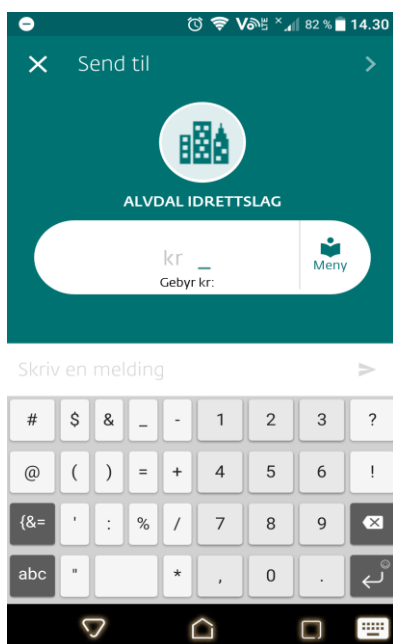 82 % 14.30
Send til
ALVDAL IDRETTSLAG
kr _
Meny
Gebyr kr:
Skriv en melding
# $ & _ - 1 2 3 ?
@ ( ) = + 4 5 6 !
{&= ' : % / 7 8 9
abc " * , 0 .